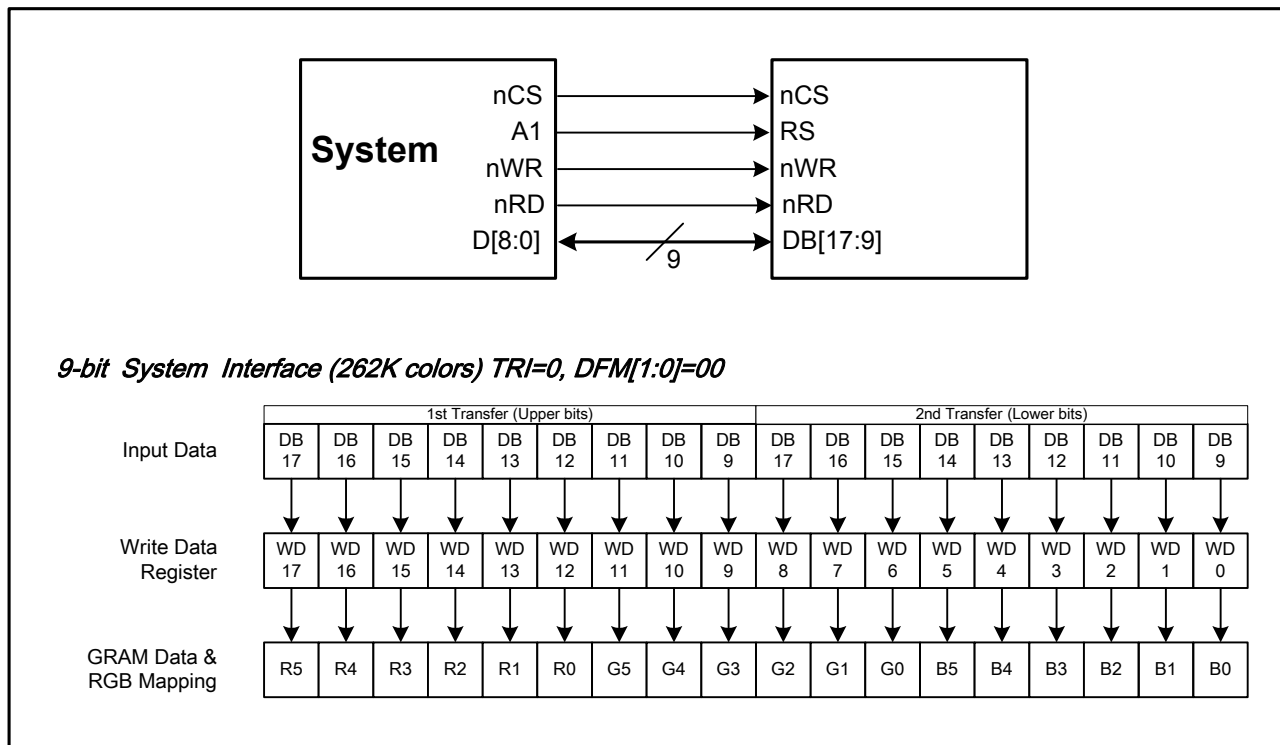 nCS nCS
System A1 RS
nWR nWR
nRD nRD
D[8:0] 9 DB[17:9]
9-bit System Interface (262K colors) TRI=0, DFM[1:0]=00
1st Transfer (Upper bits) 2nd Transfer (Lower bits)
Input Data DB 17 DB 16 DB 15 DB 14 DB 13 DB 12 DB 11 DB 10 DB 9 DB 17 DB 16 DB 15 DB 14 DB 13 DB 12 DB 11 DB 10 DB 9
Write Data Register WD 17 WD 16 WD 15 WD 14 WD 13 WD 12 WD 11 WD 10 WD 9 WD 8 WD 7 WD 6 WD 5 WD 4 WD 3 WD 2 WD 1 WD 0
GRAM Data & RGB Mapping R5 R4 R3 R2 R1 R0 G5 G4 G3 G2 G1 G0 B5 B4 B3 B2 B1 B0